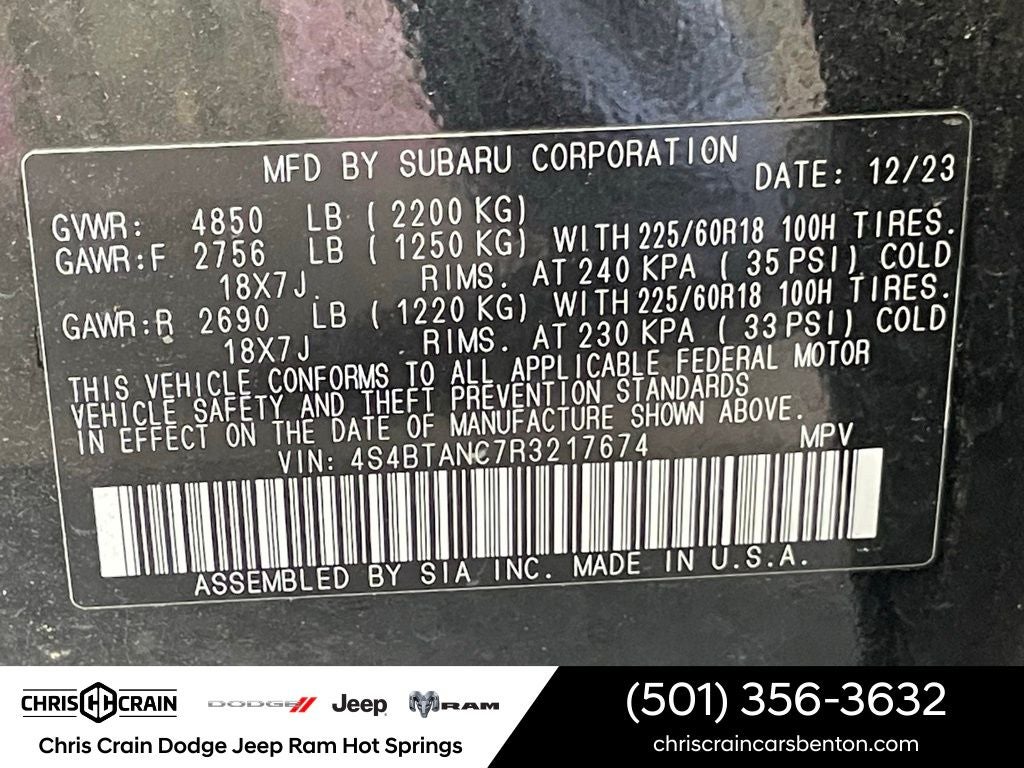 MFD BY SUBARU CORPORATION DATE: 12/23
GVWR: 4850 LB ( 2200 KG)
GAWR:F 2756 LB ( 1250 KG) WITH 225/60R18 100H TIRES.
18X7J RIMS. AT 240 KPA ( 35 PSI) COLD
GAWR:R 2690 LB ( 1220 KG) WITH 225/60R18 100H TIRES.
18X7J RIMS. AT 230 KPA ( 33 PSI) COLD
THIS VEHICLE CONFORMS TO ALL APPLICABLE FEDERAL MOTOR
VEHICLE SAFETY AND THEFT PREVENTION STANDARDS
IN EFFECT ON THE DATE OF MANUFACTURE SHOWN ABOVE.
VIN: 4S4BTANC7R3217674 MPV
ASSEMBLED BY SIA INC. MADE IN U.S.A.
CHRIS CRAIN DODGE Jeep RAM
Chris Crain Dodge Jeep Ram Hot Springs
(501) 356-3632
chriscraincarsbenton.com